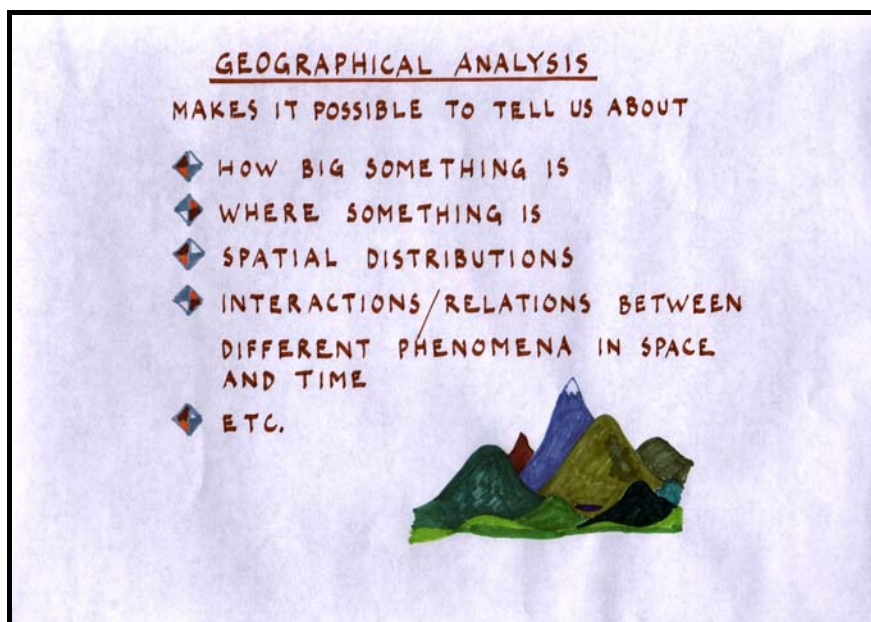 GEOGRAPHICAL ANALYSIS
MAKES IT POSSIBLE TO TELL US ABOUT
HOW BIG SOMETHING IS
WHERE SOMETHING IS
SPATIAL DISTRIBUTIONS
INTERACTIONS/RELATIONS BETWEEN
DIFFERENT PHENOMENA IN SPACE
AND TIME
ETC.